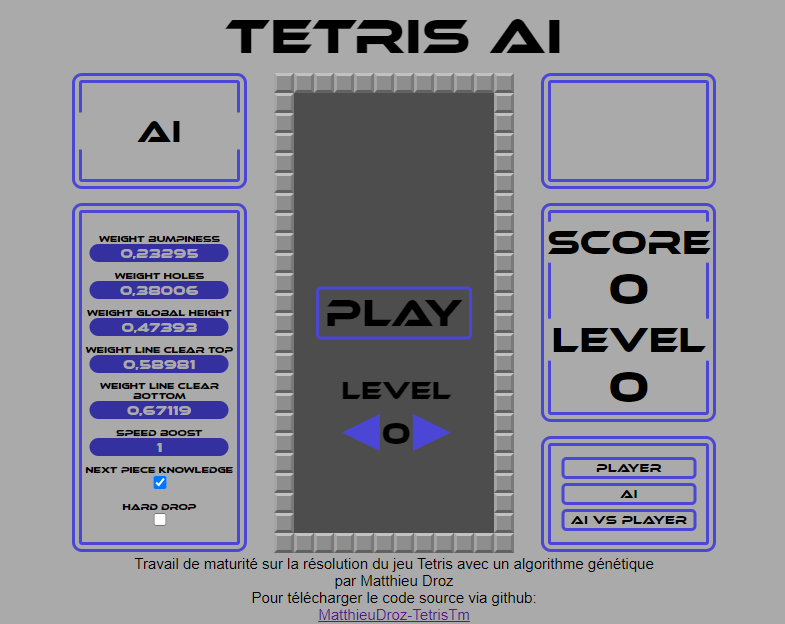 TETRIS AI
AI
WEIGHT BUMPINESS
0,23295
WEIGHT HOLES
0,38006
WEIGHT GLOBAL HEIGHT
0,47393
WEIGHT LINE CLEAR TOP
0,58981
WEIGHT LINE CLEAR
BOTTOM
0,67119
SPEED BOOST
1
NEXT PIECE KNOWLEDGE
HARD DROP
PLAY
LEVEL
0
SCORE
0
LEVEL
0
PLAYER
AI
AI VS PLAYER
Travail de maturité sur la résolution du jeu Tetris avec un algorithme génétique
par Matthieu Droz
Pour télécharger le code source via github:
MatthieuDroz-TetrisTm